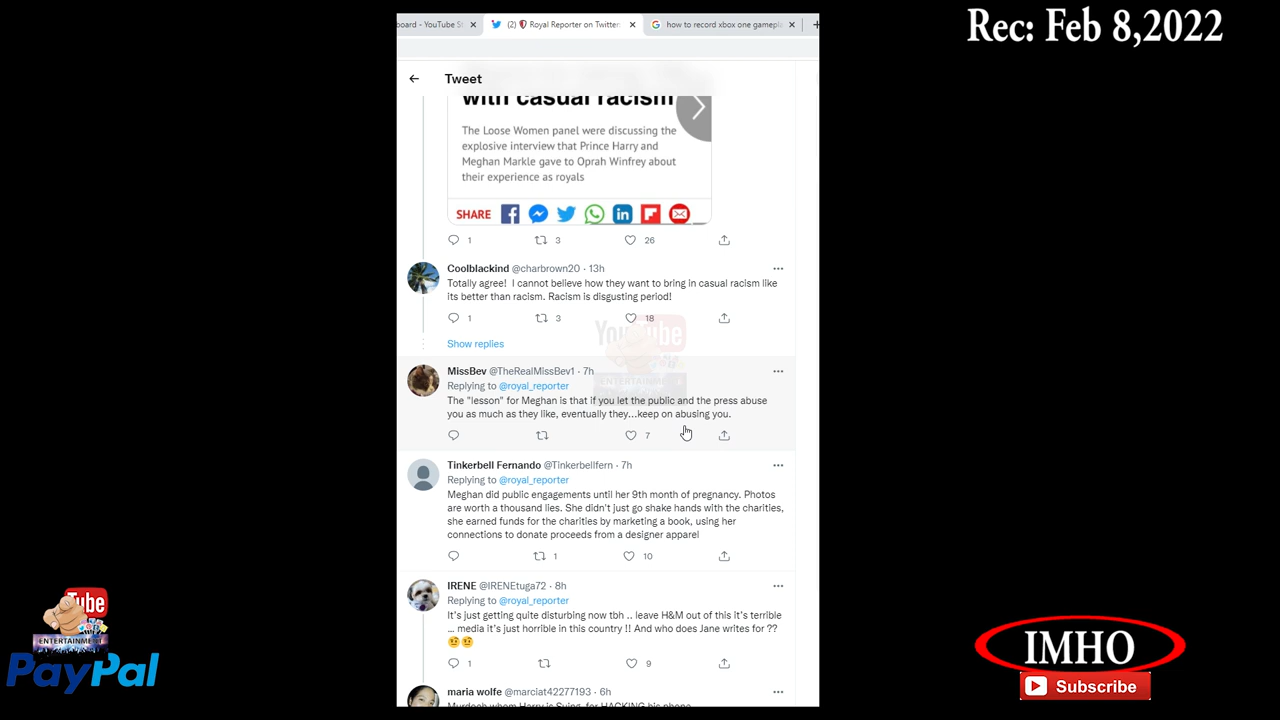 Rec: Feb 8,2022
board - YouTube St
(2) Royal Reporter on Twitter
how to record xbox one gamepla
Tweet
with casual racism
The Loose Women panel were discussing the
explosive interview that Prince Harry and
Meghan Markle gave to Oprah Winfrey about
their experience as royals
SHARE
1 3 26
Coolblackind @charbrown20 · 13h
Totally agree! I cannot believe how they want to bring in casual racism like
its better than racism. Racism is disgusting period!
1 3 18
Show replies
YouTube
ENTERTAINMENT
MissBev @TheRealMissBev1 · 7h
Replying to @royal_reporter
The "lesson" for Meghan is that if you let the public and the press abuse
you as much as they like, eventually they...keep on abusing you.
7
Tinkerbell Fernando @Tinkerbellfern · 7h
Replying to @royal_reporter
Meghan did public engagements until her 9th month of pregnancy. Photos
are worth a thousand lies. She didn't just go shake hands with the charities,
she earned funds for the charities by marketing a book, using her
connections to donate proceeds from a designer apparel
1 10
IRENE @IRENEtuga72 · 8h
Replying to @royal_reporter
It's just getting quite disturbing now tbh .. leave H&M out of this it's terrible
... media it's just horrible in this country !! And who does Jane writes for ??
🤨🤨
1 9
maria wolfe @marciat42277193 · 6h
Murdoch whom Harry is Suing for HACKING his phone
Tube
ENTERTAINMENT
PayPal
IMHO
Subscribe